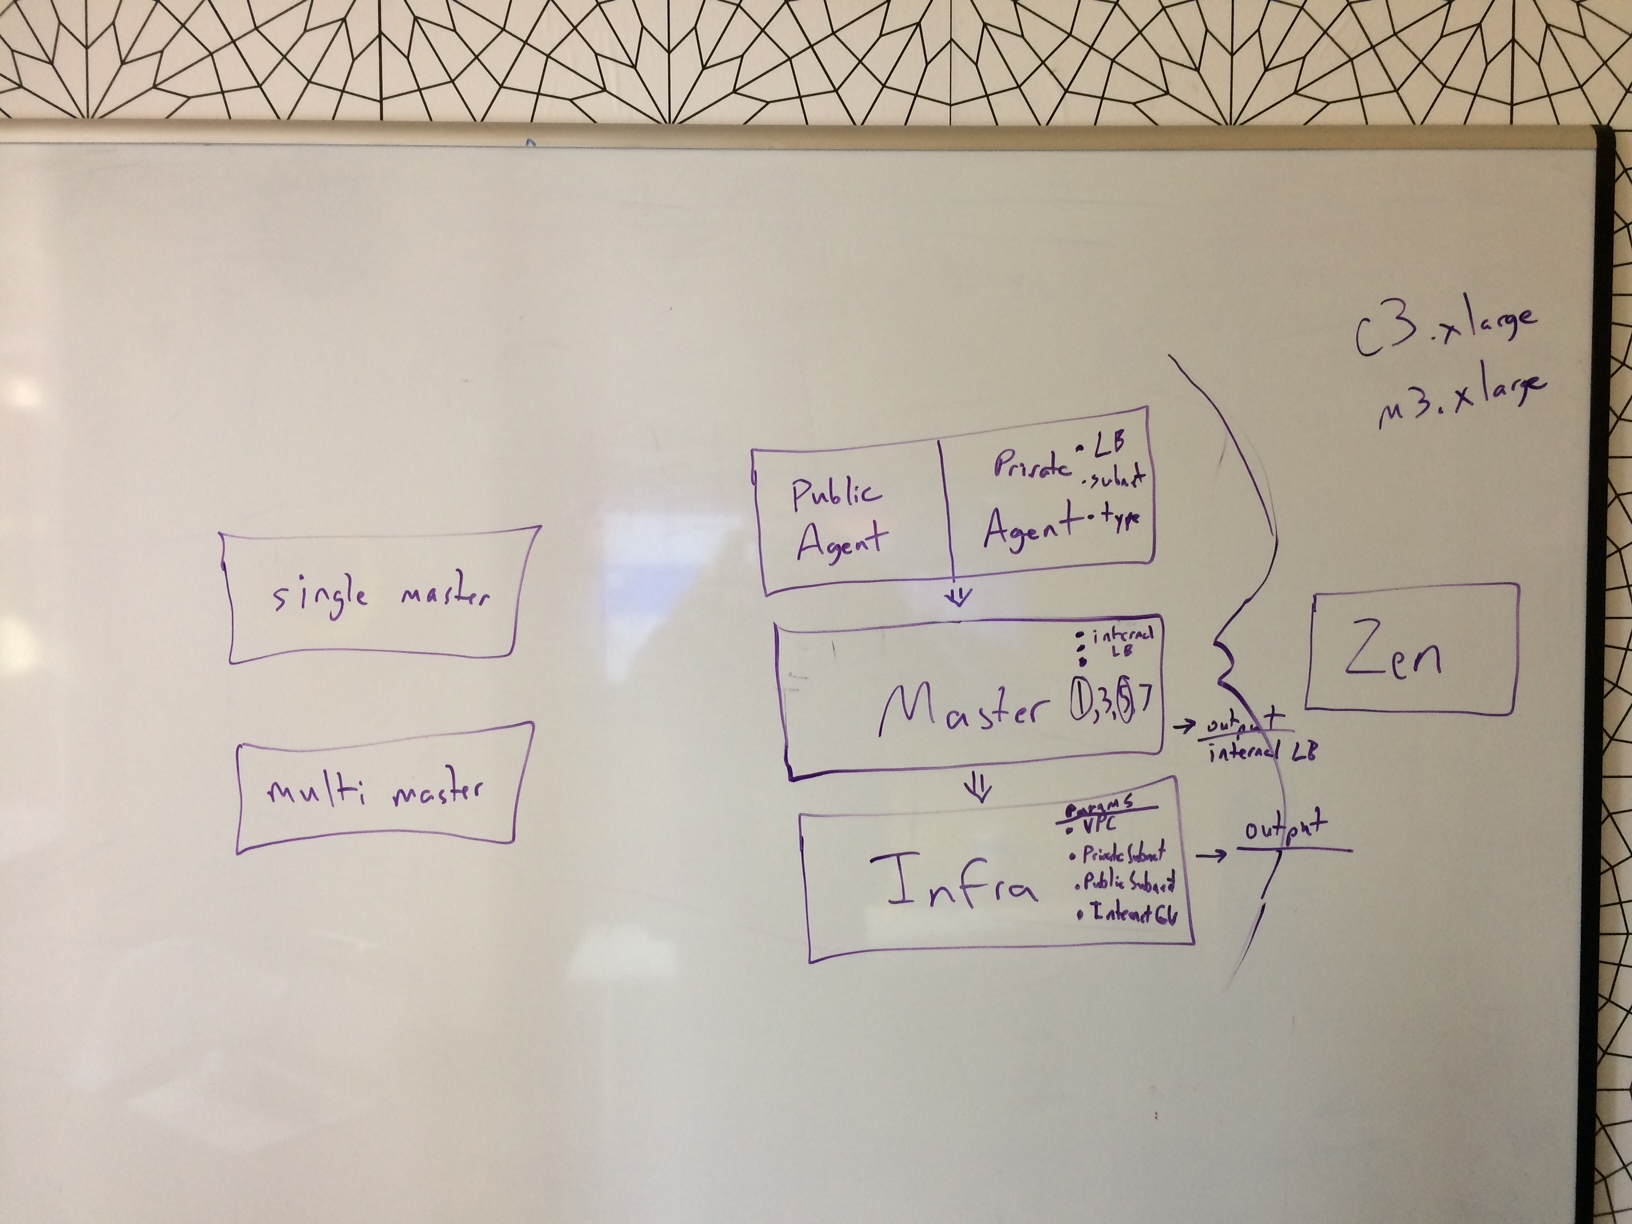 C3.xlarge
m3.xlarge
Public
Agent
Private
Agent
• LB
• subnet
• type
single master
multi master
Master
• internal
• LB
•
1,3,5,7
→ output
internal LB
Zen
Infra
Params
• VPC
• Private Subnet
• Public Subnet
• Internet GW
→ output